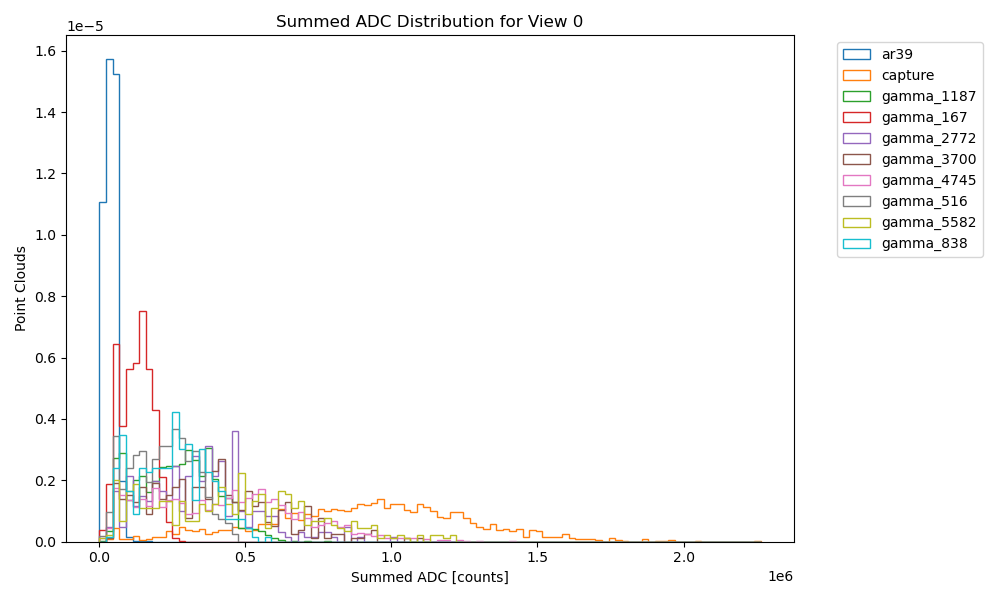 Summed ADC Distribution for View 0
1e−5
1.6
1.4
1.2
1.0
0.8
0.6
0.4
0.2
0.0
Point Clouds
0.0 0.5 1.0 1.5 2.0
1e6
Summed ADC [counts]
ar39
capture
gamma_1187
gamma_167
gamma_2772
gamma_3700
gamma_4745
gamma_516
gamma_5582
gamma_838